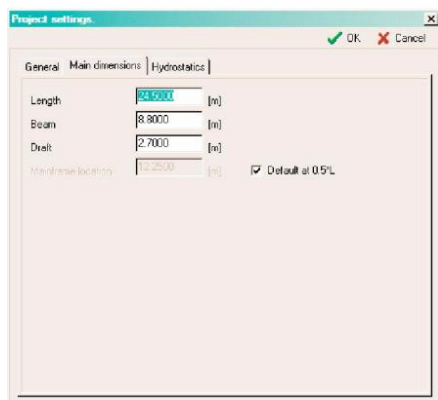 Project settings.
OK Cancel
General Main dimensions Hydrostatics
Length 24.5000 [m]
Beam 8.8000 [m]
Draft 2.7000 [m]
Mainframe location 12.2500 [m] Default at 0.5*L